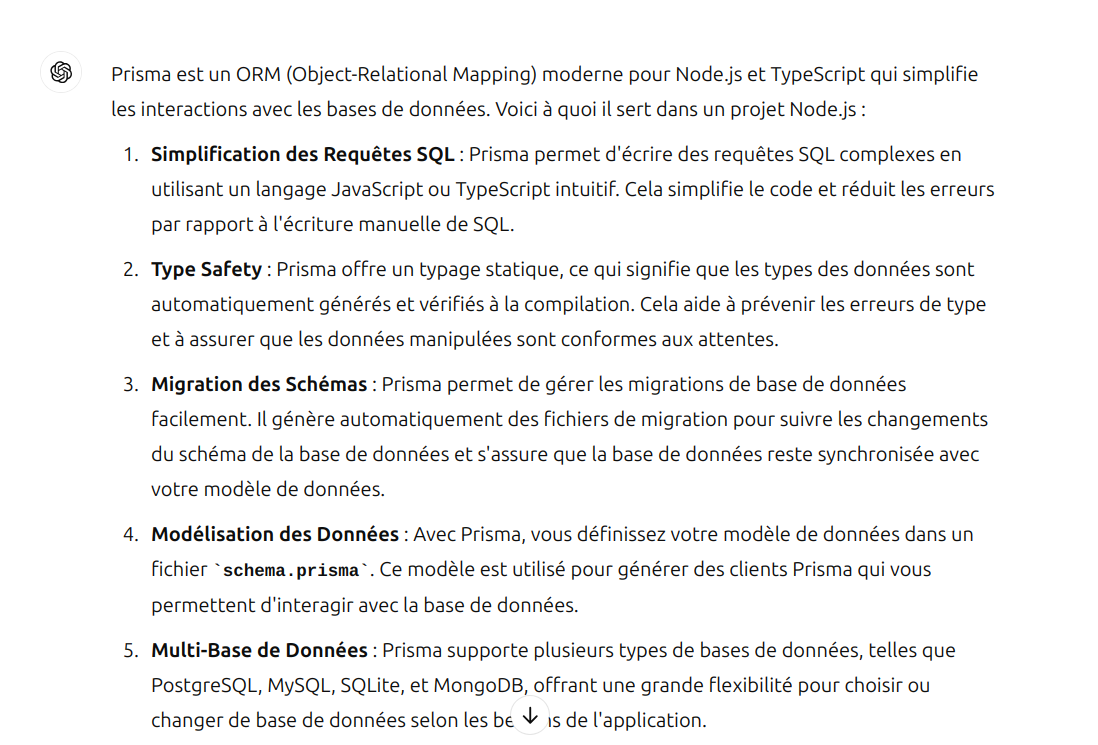 Prisma est un ORM (Object-Relational Mapping) moderne pour Node.js et TypeScript qui simplifie
les interactions avec les bases de données. Voici à quoi il sert dans un projet Node.js :
1. Simplification des Requêtes SQL : Prisma permet d'écrire des requêtes SQL complexes en
utilisant un langage JavaScript ou TypeScript intuitif. Cela simplifie le code et réduit les erreurs
par rapport à l'écriture manuelle de SQL.
2. Type Safety : Prisma offre un typage statique, ce qui signifie que les types des données sont
automatiquement générés et vérifiés à la compilation. Cela aide à prévenir les erreurs de type
et à assurer que les données manipulées sont conformes aux attentes.
3. Migration des Schémas : Prisma permet de gérer les migrations de base de données
facilement. Il génère automatiquement des fichiers de migration pour suivre les changements
du schéma de la base de données et s'assure que la base de données reste synchronisée avec
votre modèle de données.
4. Modélisation des Données : Avec Prisma, vous définissez votre modèle de données dans un
fichier `schema.prisma`. Ce modèle est utilisé pour générer des clients Prisma qui vous
permettent d'interagir avec la base de données.
5. Multi-Base de Données : Prisma supporte plusieurs types de bases de données, telles que
PostgreSQL, MySQL, SQLite, et MongoDB, offrant une grande flexibilité pour choisir ou
changer de base de données selon les de l'application.